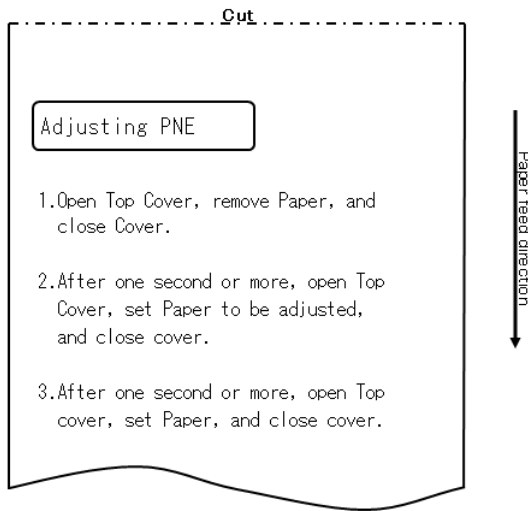 Cut
Adjusting PNE
1.Open Top Cover, remove Paper, and
close Cover.
2.After one second or more, open Top
Cover, set Paper to be adjusted,
and close cover.
3.After one second or more, open Top
cover, set Paper, and close cover.
Paper feed direction